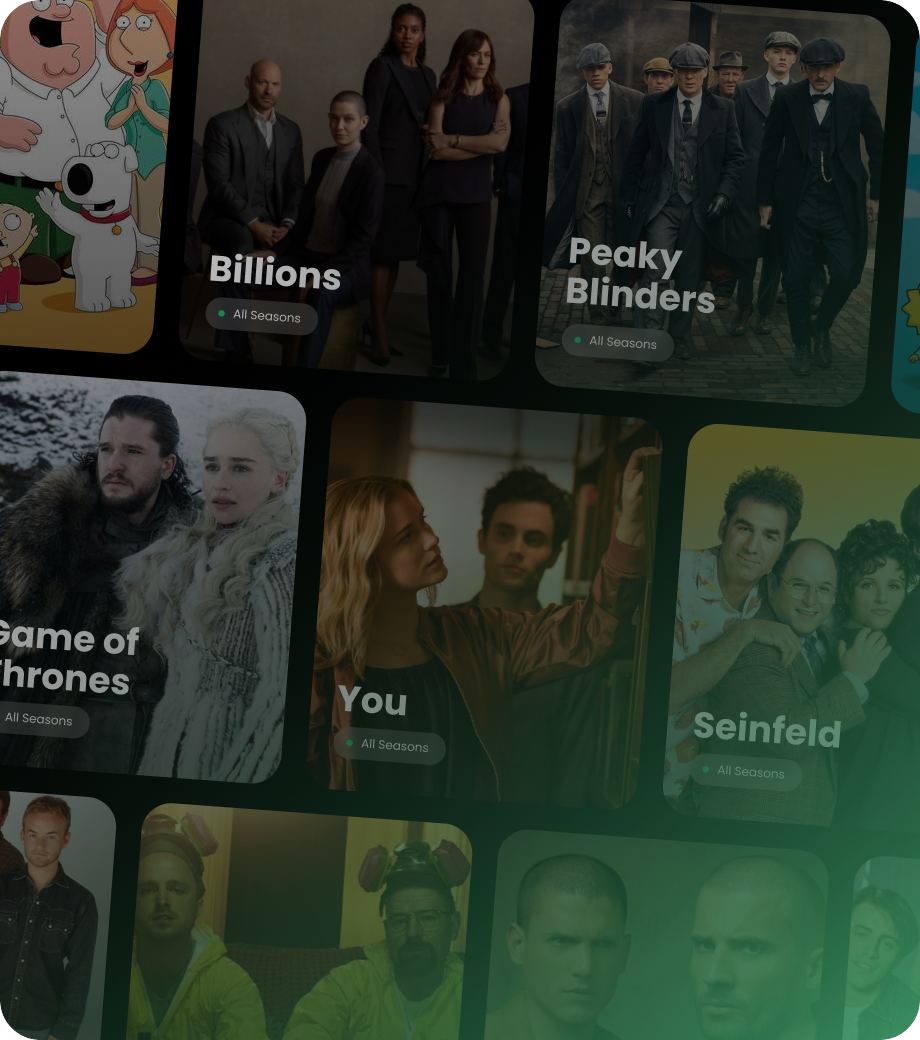 Billions
All Seasons
Peaky
Blinders
All Seasons
Game of
Thrones
All Seasons
You
All Seasons
Seinfeld
All Seasons